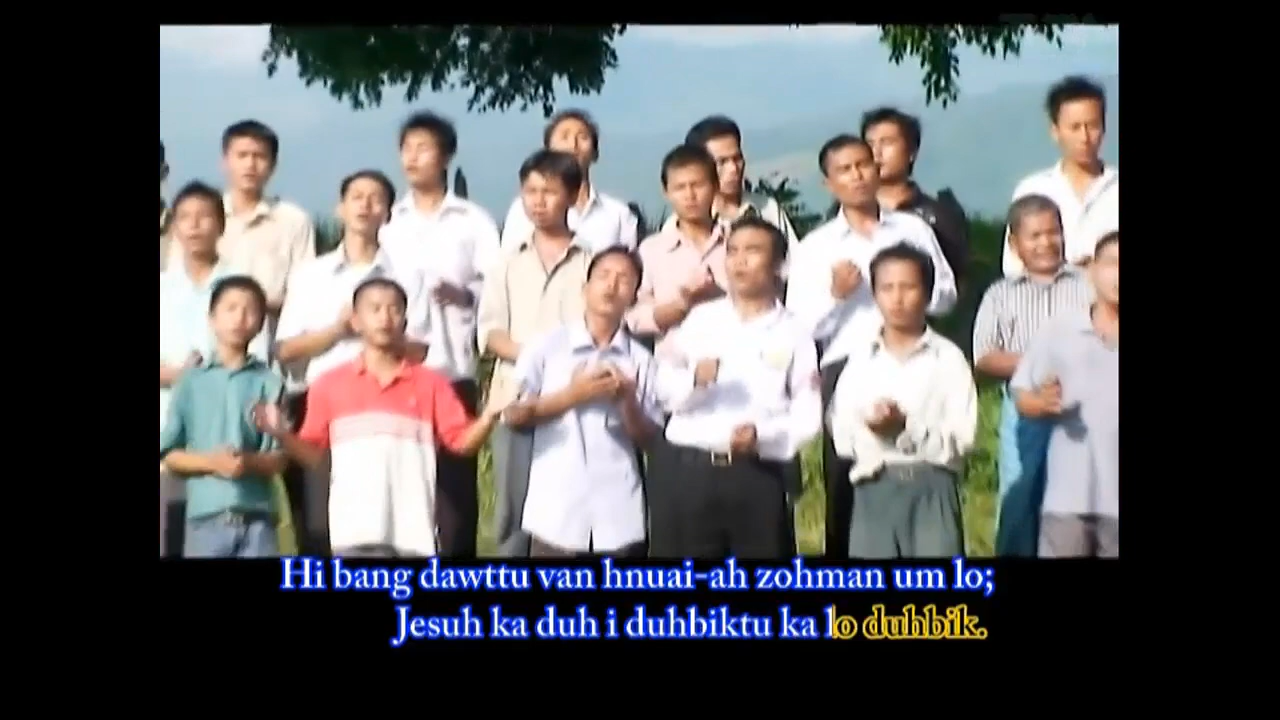 Hi bang dawttu van hnuai-ah zohman um lo;
Jesuh ka duh i duhbiktu ka lo duhbik.